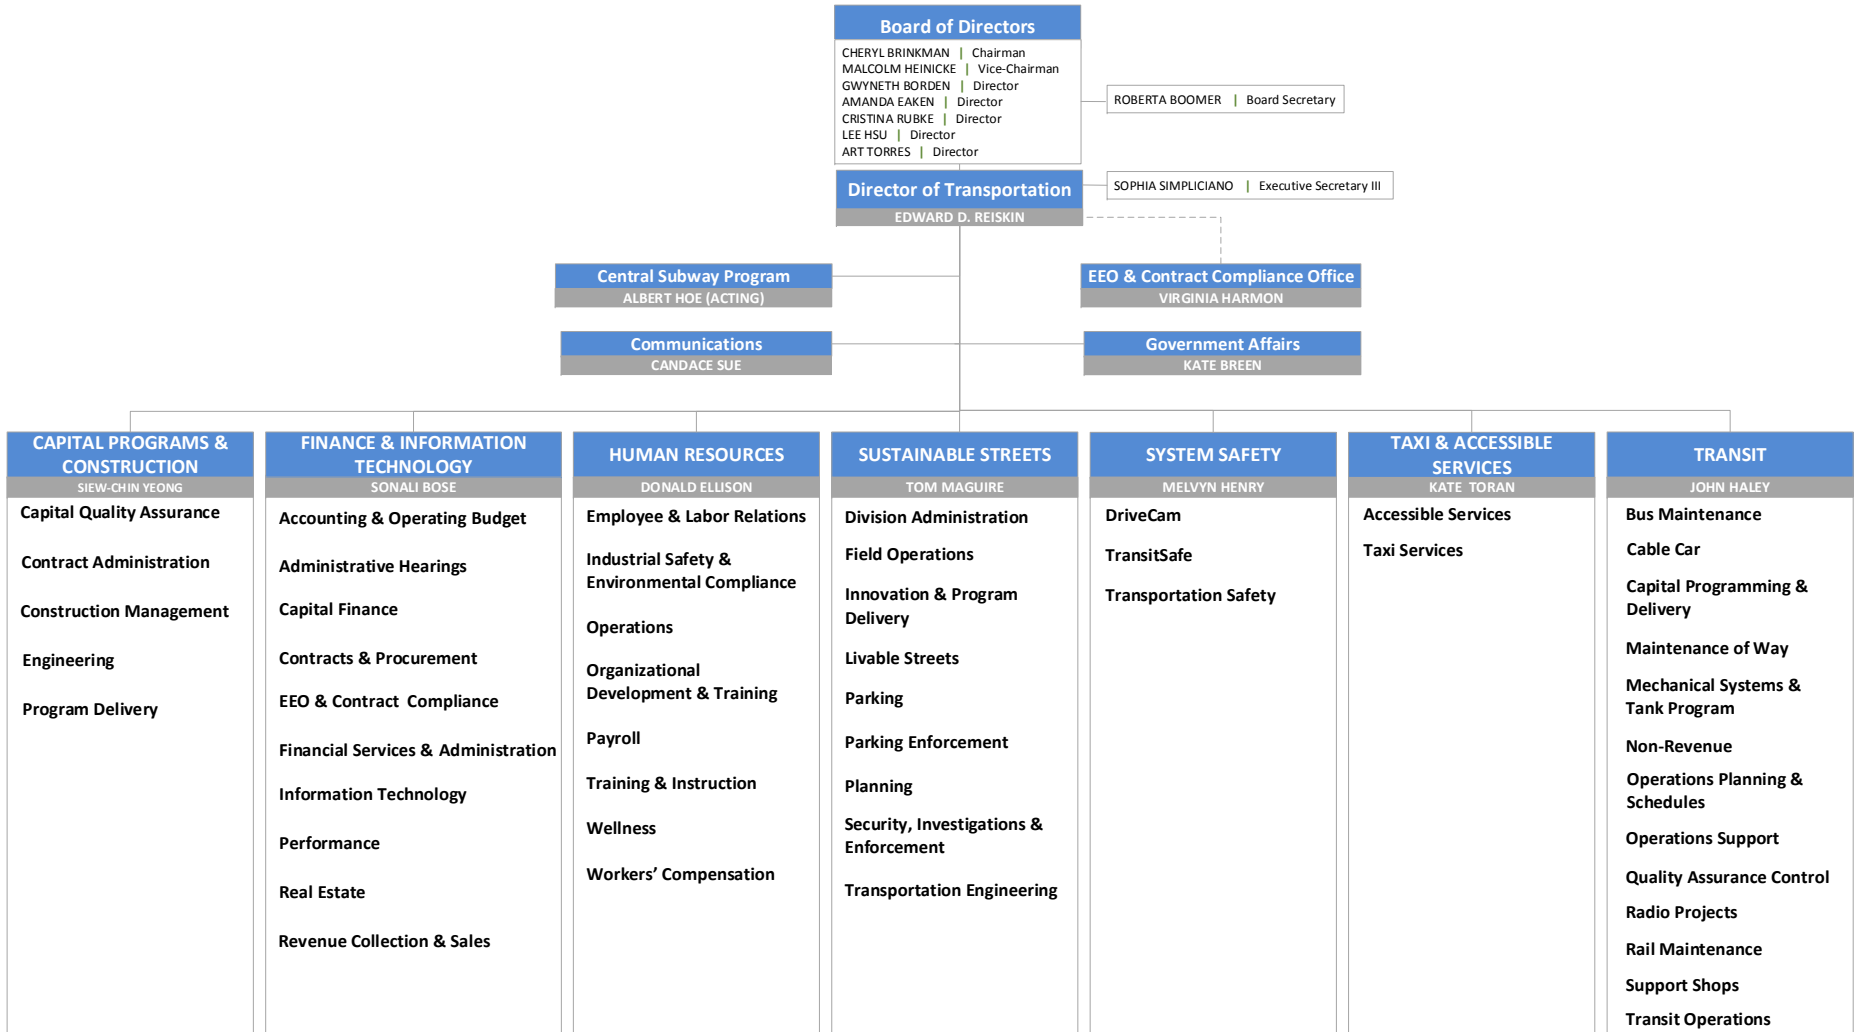 Board of Directors
CHERYL BRINKMAN | Chairman
MALCOLM HEINICKE | Vice-Chairman
GWYNETH BORDEN | Director
AMANDA EAKEN | Director
CRISTINA RUBKE | Director
LEE HSU | Director
ART TORRES | Director
ROBERTA BOOMER | Board Secretary
Director of Transportation
EDWARD D. REISKIN
SOPHIA SIMPLICIANO | Executive Secretary III
Central Subway Program
ALBERT HOE (ACTING)
EEO & Contract Compliance Office
VIRGINIA HARMON
Communications
CANDACE SUE
Government Affairs
KATE BREEN
CAPITAL PROGRAMS &
CONSTRUCTION
SIEW-CHIN YEONG
Capital Quality Assurance
Contract Administration
Construction Management
Engineering
Program Delivery
FINANCE & INFORMATION
TECHNOLOGY
SONALI BOSE
Accounting & Operating Budget
Administrative Hearings
Capital Finance
Contracts & Procurement
EEO & Contract Compliance
Financial Services & Administration
Information Technology
Performance
Real Estate
Revenue Collection & Sales
HUMAN RESOURCES
DONALD ELLISON
Employee & Labor Relations
Industrial Safety &
Environmental Compliance
Operations
Organizational
Development & Training
Payroll
Training & Instruction
Wellness
Workers’ Compensation
SUSTAINABLE STREETS
TOM MAGUIRE
Division Administration
Field Operations
Innovation & Program
Delivery
Livable Streets
Parking
Parking Enforcement
Planning
Security, Investigations &
Enforcement
Transportation Engineering
SYSTEM SAFETY
MELVYN HENRY
DriveCam
TransitSafe
Transportation Safety
TAXI & ACCESSIBLE
SERVICES
KATE TORAN
Accessible Services
Taxi Services
TRANSIT
JOHN HALEY
Bus Maintenance
Cable Car
Capital Programming &
Delivery
Maintenance of Way
Mechanical Systems &
Tank Program
Non-Revenue
Operations Planning &
Schedules
Operations Support
Quality Assurance Control
Radio Projects
Rail Maintenance
Support Shops
Transit Operations